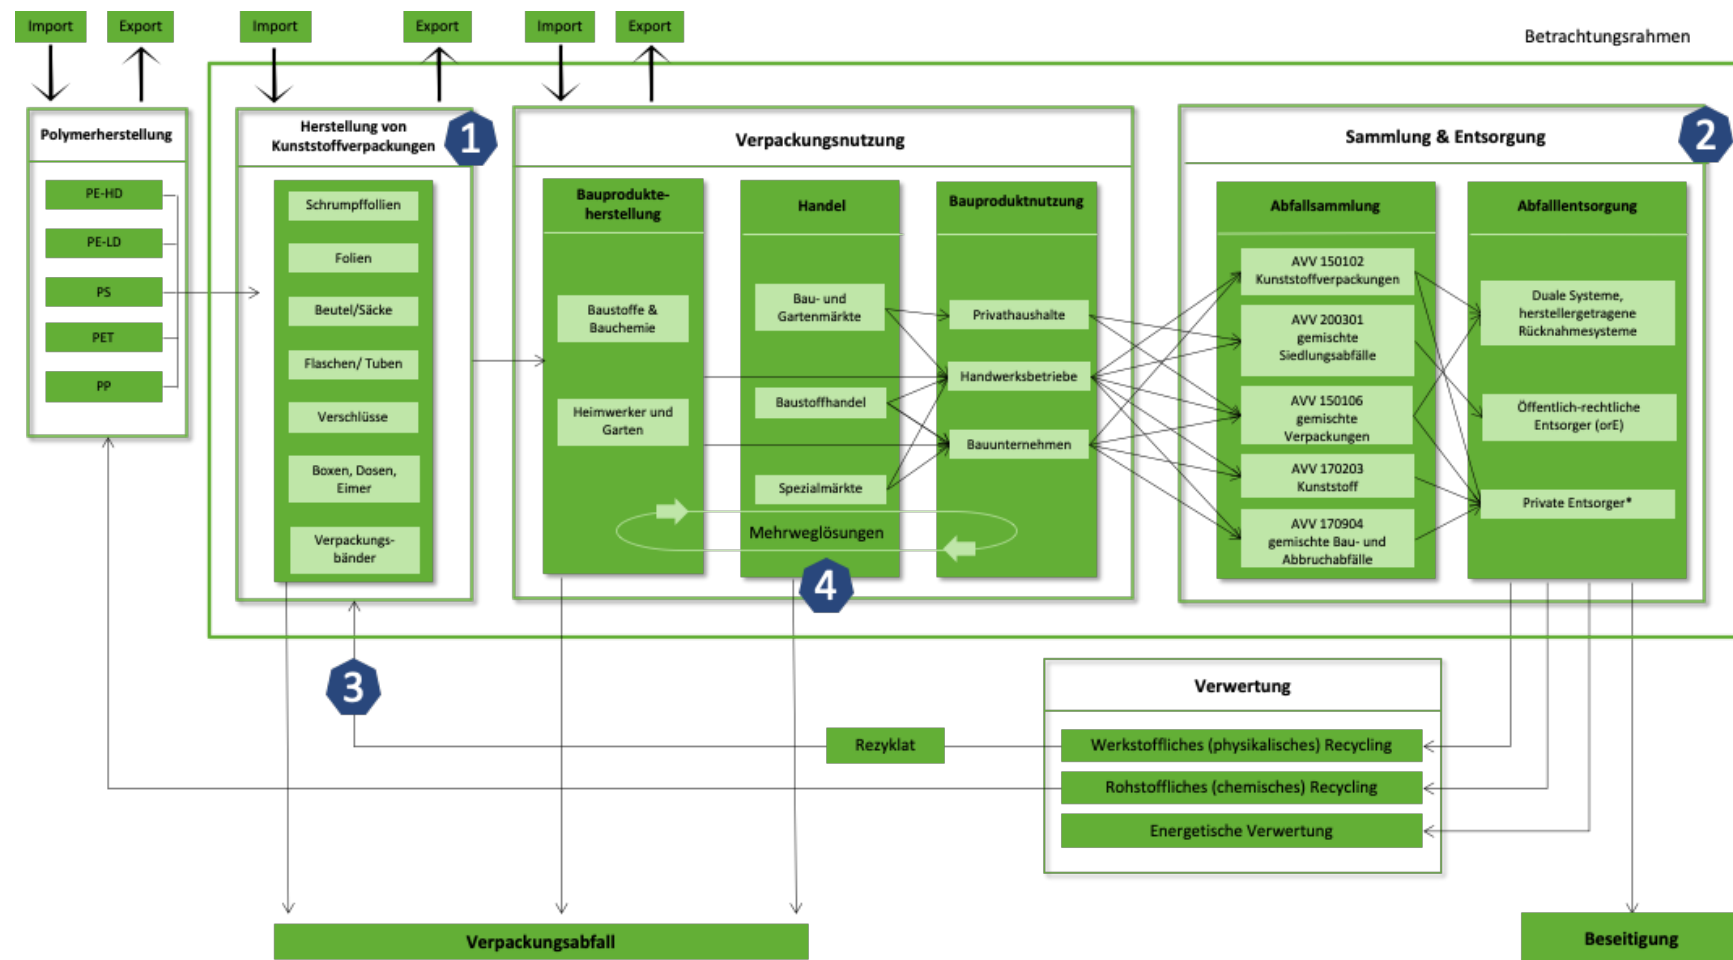 Import
Export
Import
Export
Import
Export
Betrachtungsrahmen
Polymerherstellung
PE-HD
PE-LD
PS
PET
PP
Herstellung von
Kunststoffverpackungen
1
Schrumpffollien
Folien
Beutel/Säcke
Flaschen/ Tuben
Verschlüsse
Boxen, Dosen,
Eimer
Verpackungs-
bänder
Verpackungsnutzung
Bauprodukte-
herstellung
Baustoffe &
Bauchemie
Heimwerker und
Garten
Handel
Bau- und
Gartenmärkte
Baustoffhandel
Spezialmärkte
Bauproduktnutzung
Privathaushalte
Handwerksbetriebe
Bauunternehmen
Mehrweglösungen
4
Sammlung & Entsorgung
2
Abfallsammlung
AVV 150102
Kunststoffverpackungen
AVV 200301
gemischte
Siedlungsabfälle
AVV 150106
gemischte
Verpackungen
AVV 170203
Kunststoff
AVV 170904
gemischte Bau- und
Abbruchabfälle
Abfalllentsorgung
Duale Systeme,
herstellergetragene
Rücknahmesysteme
Öffentlich-rechtliche
Entsorger (orE)
Private Entsorger*
3
Verwertung
Rezyklat
Werkstoffliches (physikalisches) Recycling
Rohstoffliches (chemisches) Recycling
Energetische Verwertung
Verpackungsabfall
Beseitigung